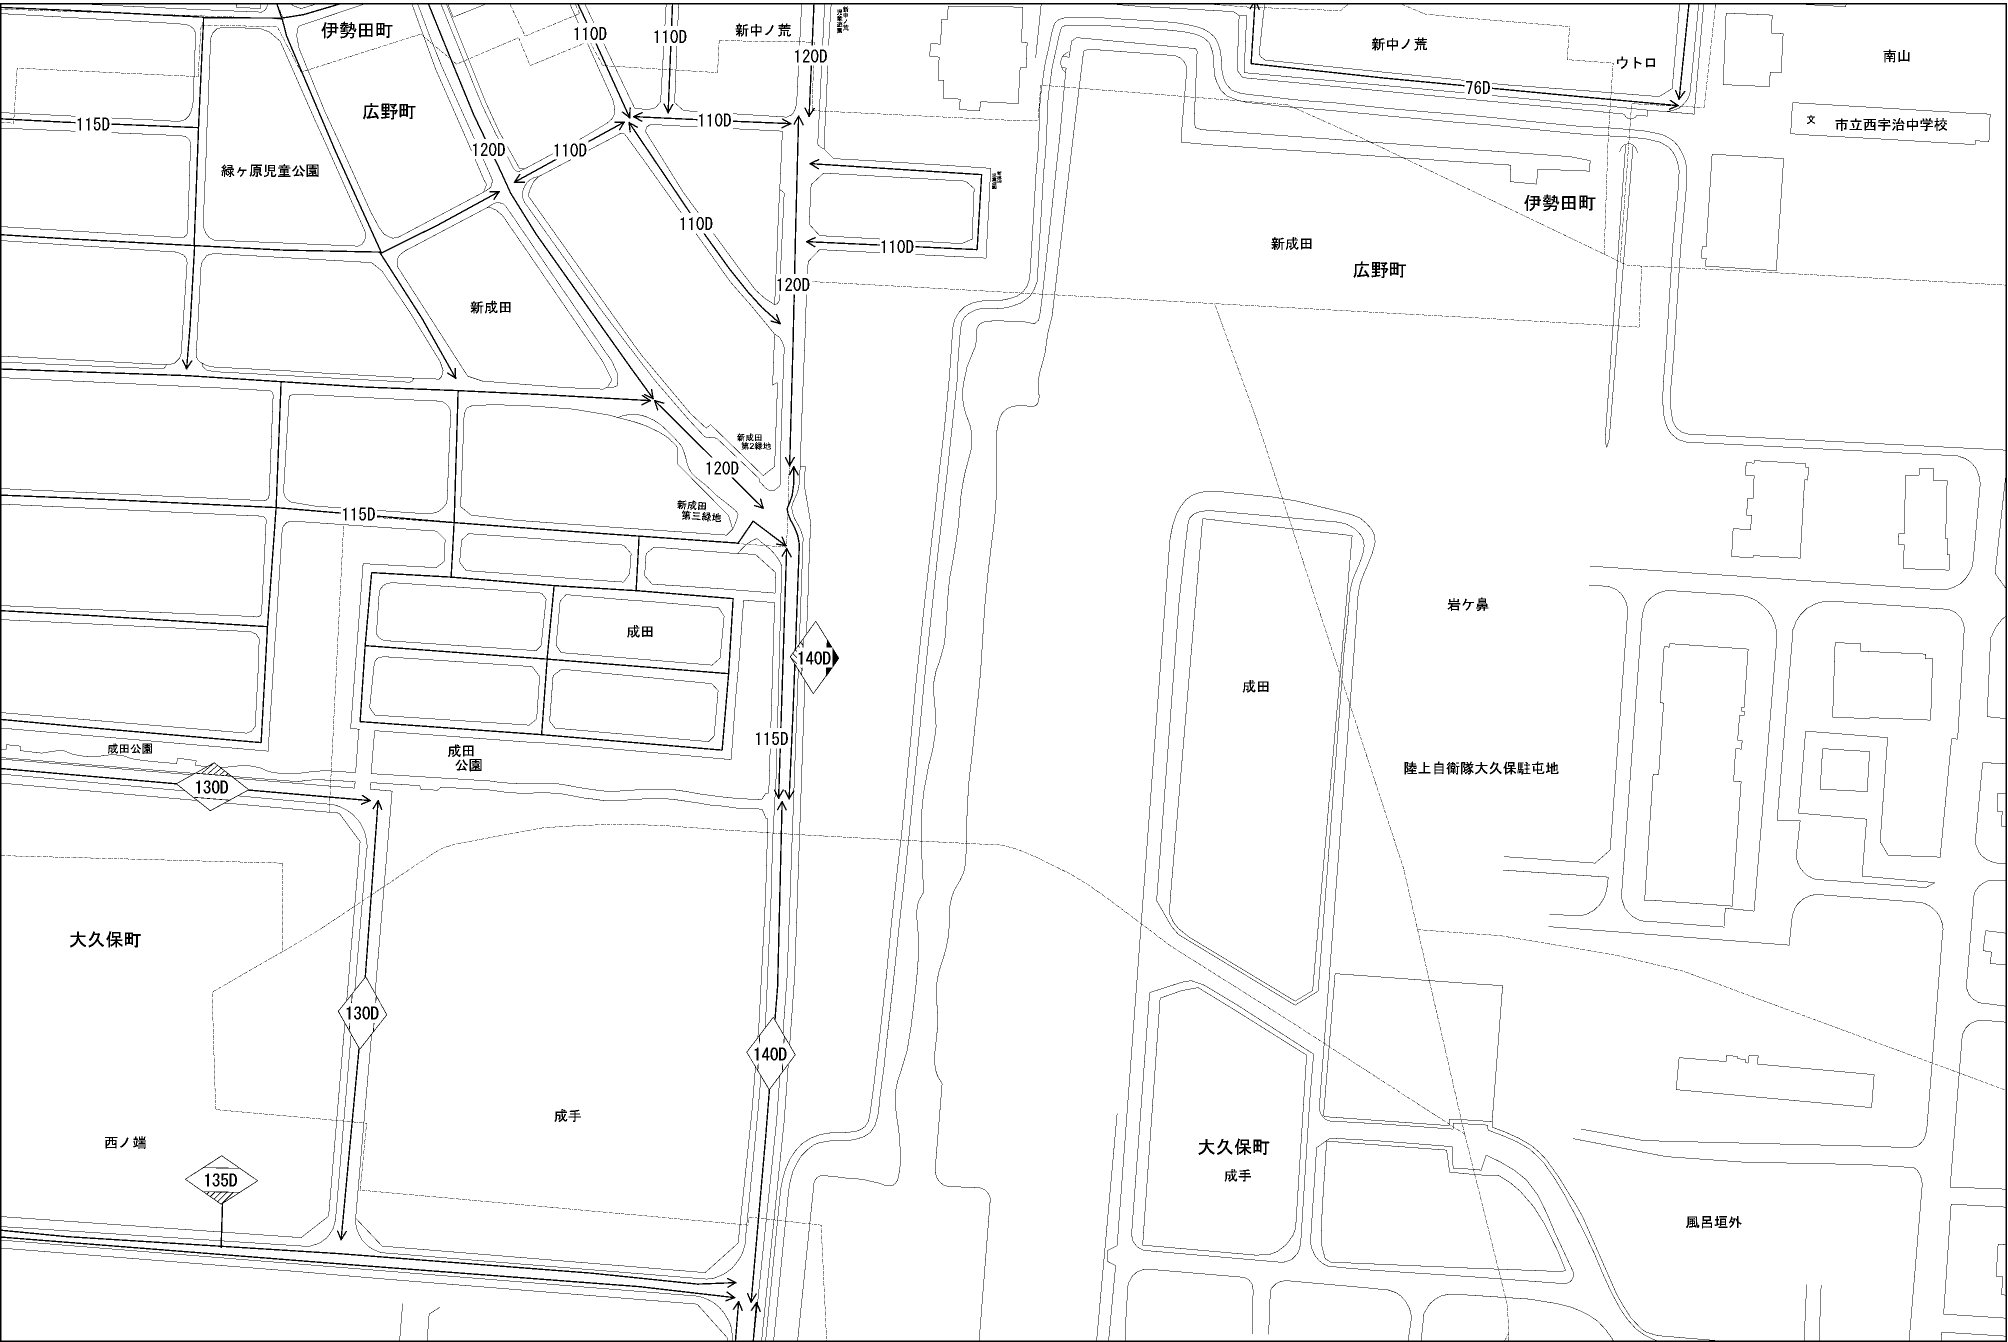 伊勢田町
110D
110D
新中ノ荒
120D
新中ノ荒
ウトロ
南山
76D
広野町
115D
110D
文
市立西宇治中学校
120D
110D
緑ヶ原児童公園
110D
伊勢田町
新成田
110D
広野町
120D
新成田
新成田
第2緑地
120D
新成田
第三緑地
115D
岩ケ鼻
成田
140D
成田
115D
成田公園
成田
公園
陸上自衛隊大久保駐屯地
130D
大久保町
130D
140D
成手
西ノ端
大久保町
成手
135D
風呂垣外